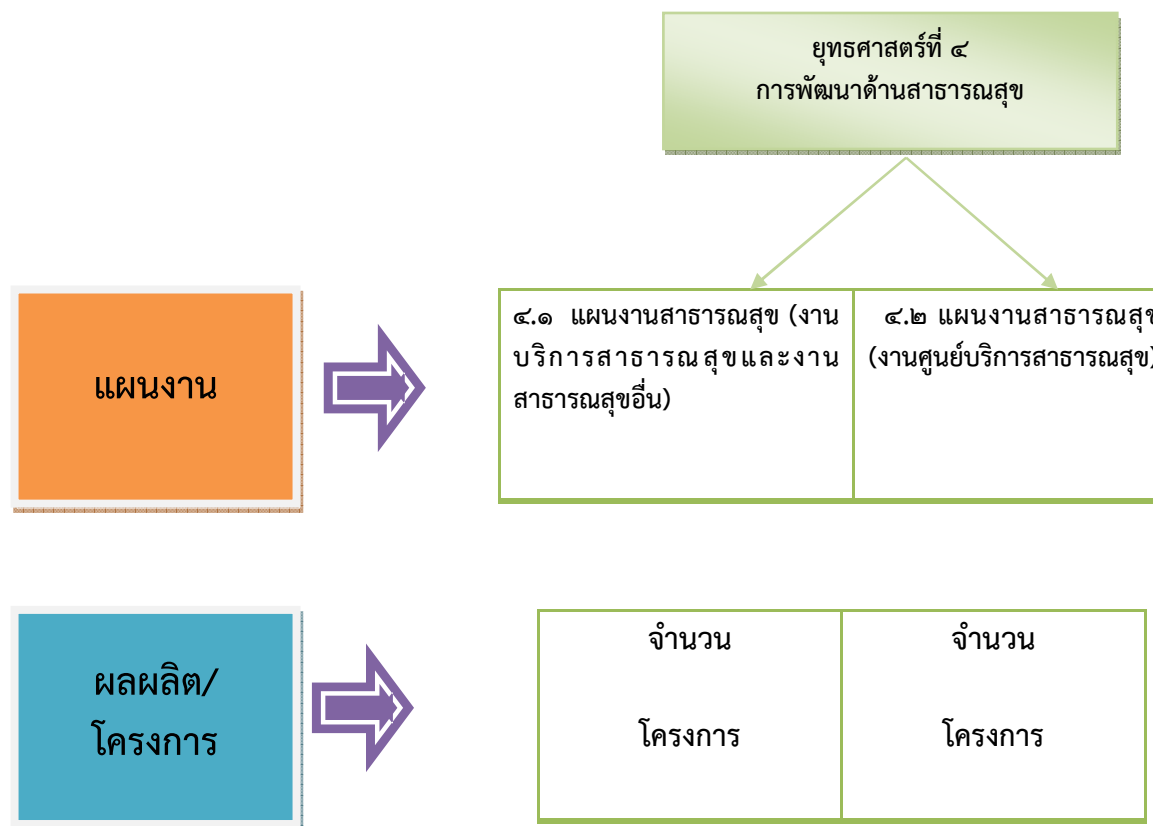 ยุทธศาสตร์ที่ ๔
การพัฒนาด้านสาธารณสุข
แผนงาน
๔.๑ แผนงานสาธารณสุข (งาน
บริการสาธารณสุขและงาน
สาธารณสุขอื่น)
๔.๒ แผนงานสาธารณสุข
(งานศูนย์บริการสาธารณสุข)
ผลผลิต/
โครงการ
จำนวน
โครงการ
จำนวน
โครงการ